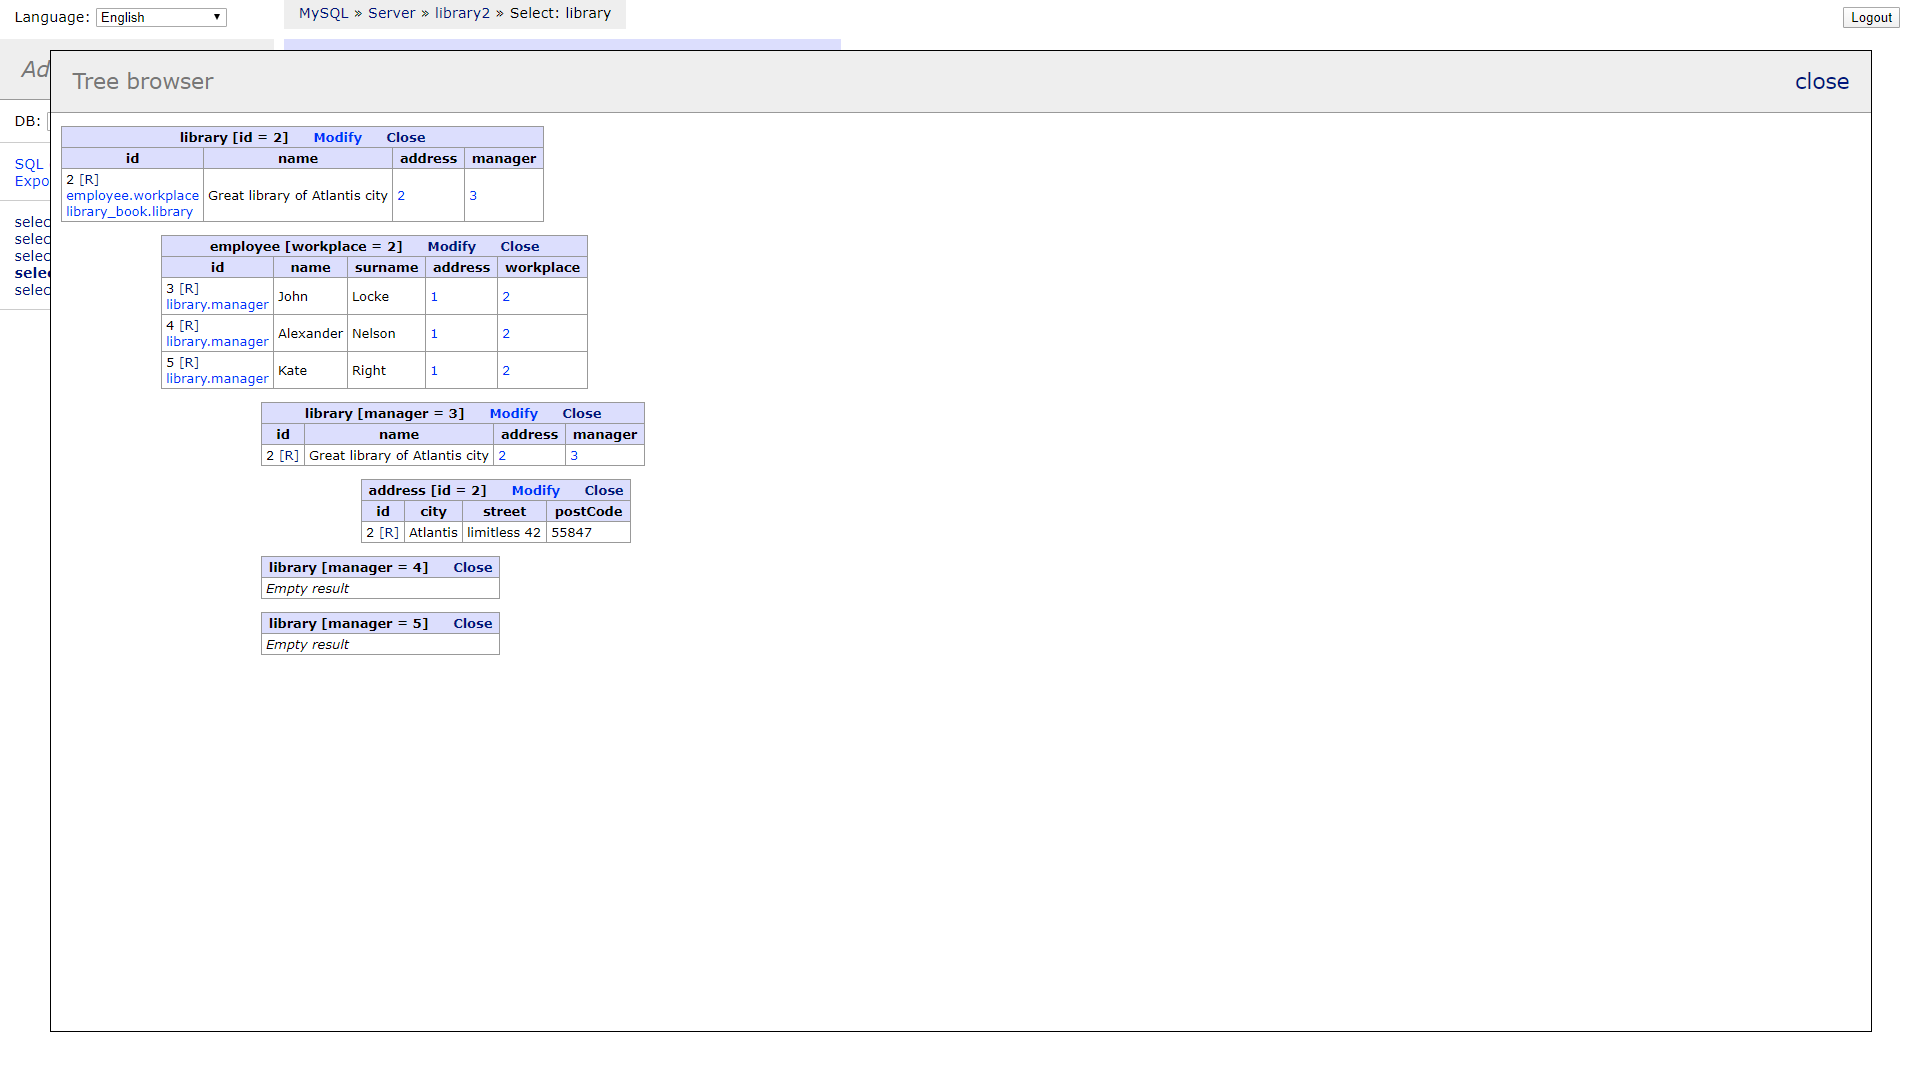 Language: English
MySQL » Server » library2 » Select: library
Logout
Ad
Tree browser
close
DB:
SQL
Expo
selec
selec
selec
selec
selec
library [id = 2] Modify Close
id name address manager
2 [R]
employee.workplace
library_book.library
Great library of Atlantis city 2 3
employee [workplace = 2] Modify Close
id name surname address workplace
3 [R]
library.manager
John Locke 1 2
4 [R]
library.manager
Alexander Nelson 1 2
5 [R]
library.manager
Kate Right 1 2
library [manager = 3] Modify Close
id name address manager
2 [R] Great library of Atlantis city 2 3
address [id = 2] Modify Close
id city street postCode
2 [R] Atlantis limitless 42 55847
library [manager = 4] Close
Empty result
library [manager = 5] Close
Empty result